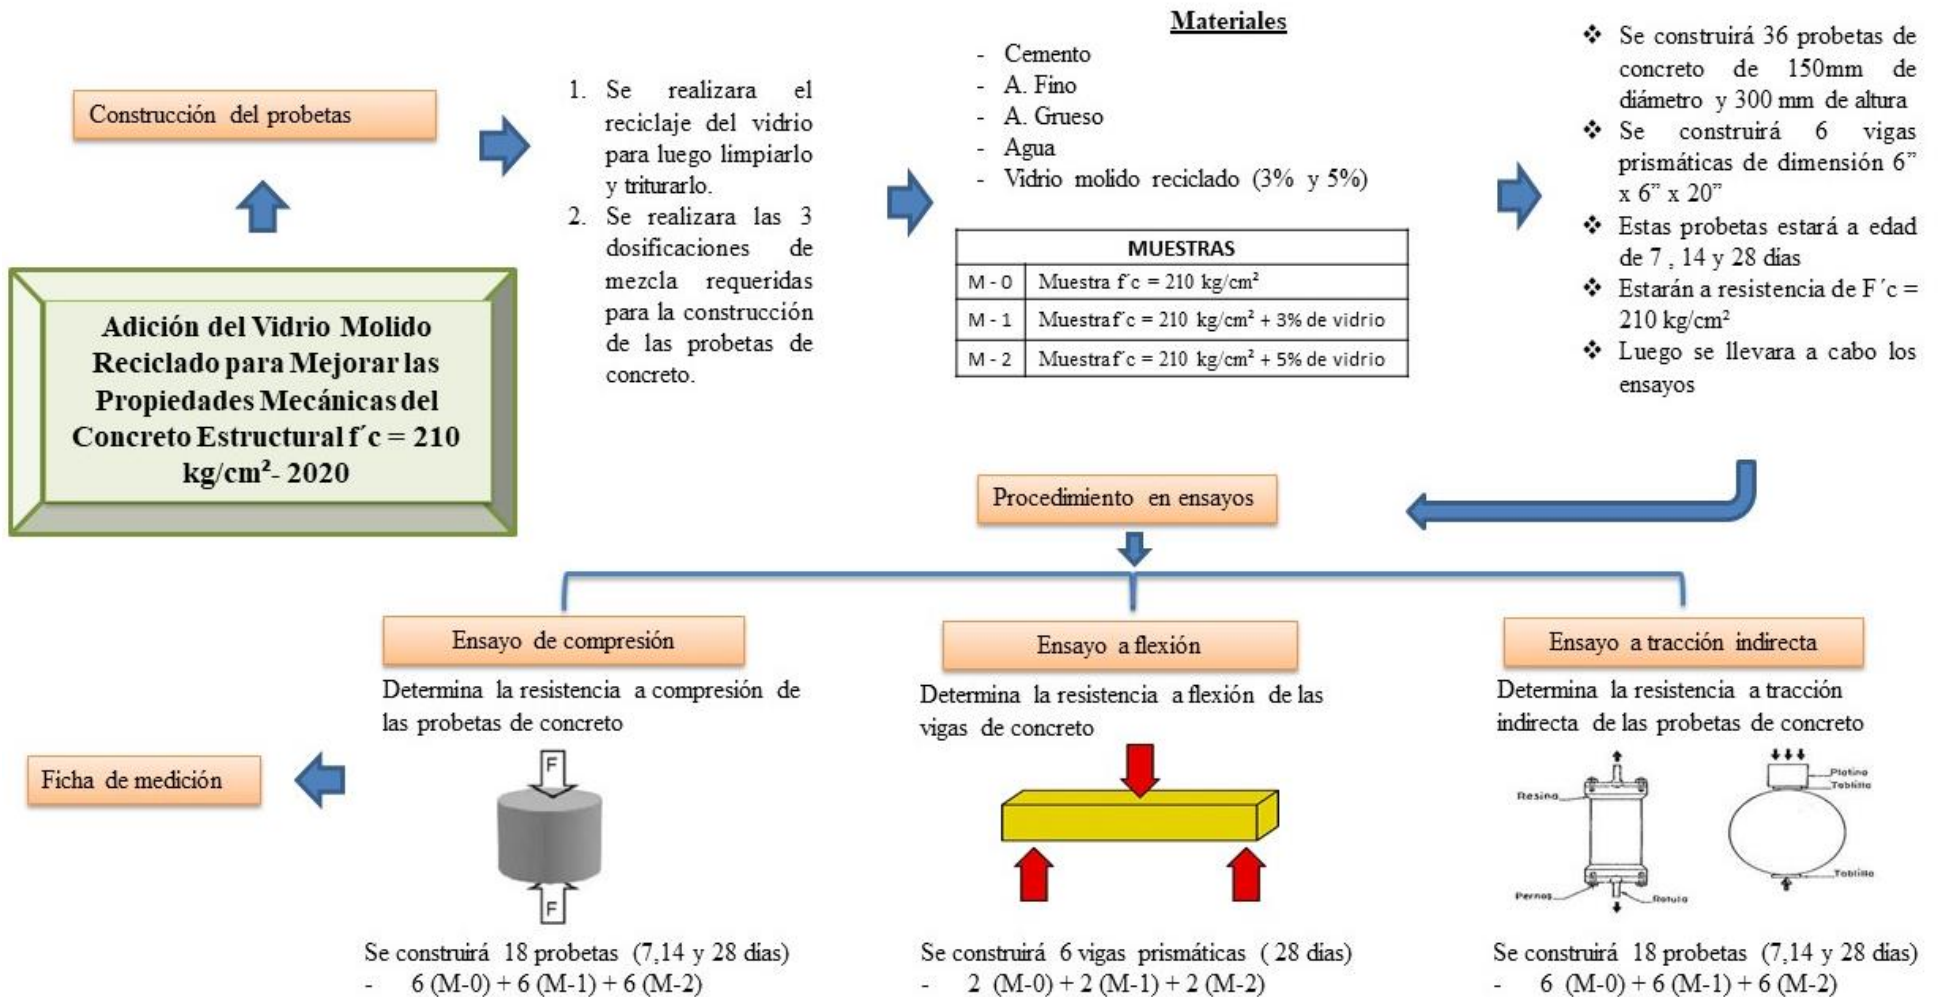 Adición del Vidrio Molido
Reciclado para Mejorar las
Propiedades Mecánicas del
Concreto Estructural f´c = 210
kg/cm²- 2020
Construcción del probetas
1. Se realizara el
reciclaje del vidrio
para luego limpiarlo
y triturarlo.
2. Se realizara las 3
dosificaciones de
mezcla requeridas
para la construcción
de las probetas de
concreto.
Materiales
- Cemento
- A. Fino
- A. Grueso
- Agua
- Vidrio molido reciclado (3% y 5%)
MUESTRAS
M - 0 Muestra f´c = 210 kg/cm²
M - 1 Muestra f´c = 210 kg/cm² + 3% de vidrio
M - 2 Muestra f´c = 210 kg/cm² + 5% de vidrio
❖ Se construirá 36 probetas de
concreto de 150mm de
diámetro y 300 mm de altura
❖ Se construirá 6 vigas
prismáticas de dimensión 6”
x 6” x 20”
❖ Estas probetas estará a edad
de 7 , 14 y 28 días
❖ Estarán a resistencia de F´c =
210 kg/cm²
❖ Luego se llevara a cabo los
ensayos
Procedimiento en ensayos
Ensayo de compresión
Determina la resistencia a compresión de
las probetas de concreto
F
F
Se construirá 18 probetas (7,14 y 28 días)
- 6 (M-0) + 6 (M-1) + 6 (M-2)
Ensayo a flexión
Determina la resistencia a flexión de las
vigas de concreto
Se construirá 6 vigas prismáticas ( 28 días)
- 2 (M-0) + 2 (M-1) + 2 (M-2)
Ensayo a tracción indirecta
Determina la resistencia a tracción
indirecta de las probetas de concreto
Resina
Pernos
Rotula
Platina
Tablilla
Tablilla
Se construirá 18 probetas (7,14 y 28 días)
- 6 (M-0) + 6 (M-1) + 6 (M-2)
Ficha de medición